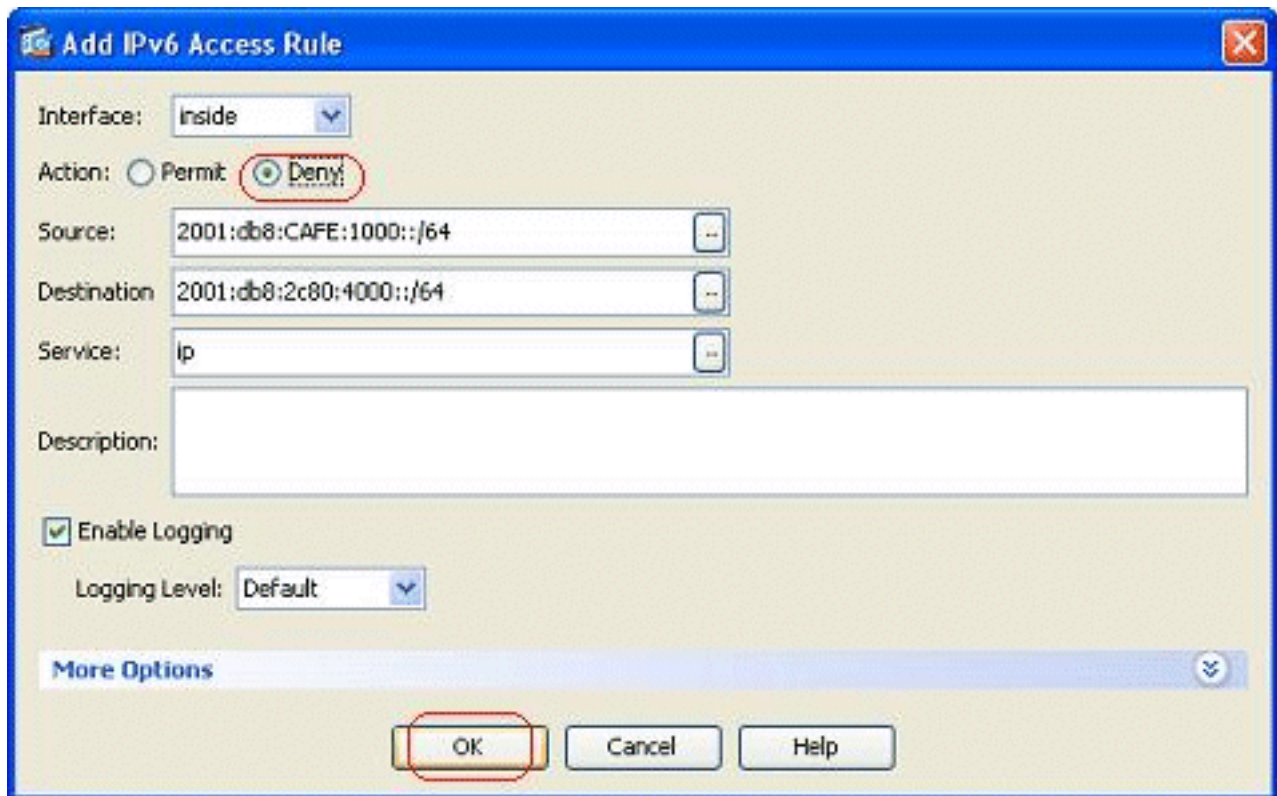 Add IPv6 Access Rule
Interface: inside
Action: Permit Deny
Source: 2001:db8:CAFE:1000::/64 ...
Destination 2001:db8:2c80:4000::/64 ...
Service: ip ...
Description:
Enable Logging
Logging Level: Default
More Options
OK Cancel Help